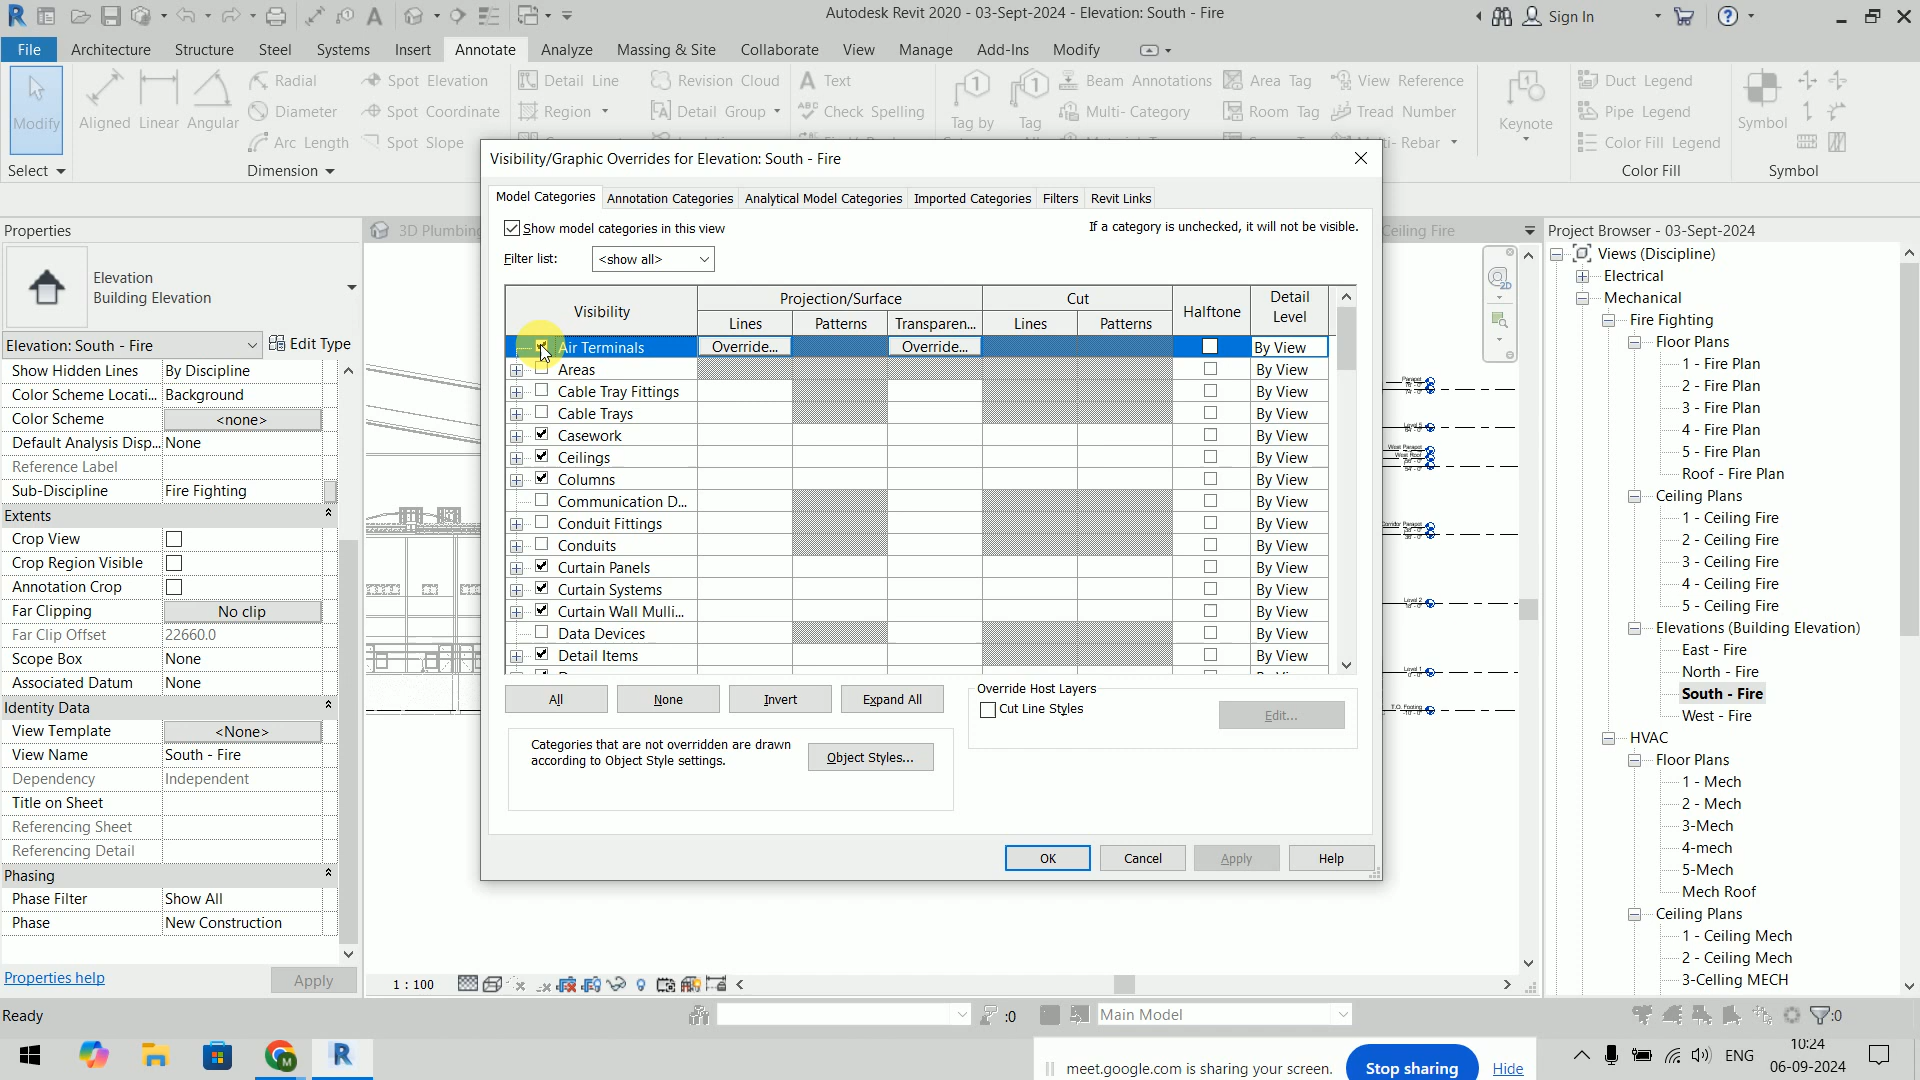 Autodesk Revit 2020 - 03-Sept-2024 - Elevation: South - Fire
Sign In
File Architecture Structure Steel Systems Insert Annotate Analyze Massing & Site Collaborate View Manage Add-Ins Modify
Modify Aligned Linear Angular
Radial
Diameter
Arc Length
Spot Elevation
Spot Coordinate
Spot Slope
Detail Line
Region
Revision Cloud
Detail Group
Text
Check Spelling
Tag by
Tag
Beam Annotations
Multi- Category
Area Tag
Room Tag
View Reference
Tread Number
Multi- Rebar
Keynote
Duct Legend
Pipe Legend
Color Fill Legend
Symbol
Select
Dimension
Color Fill
Symbol
Properties
Elevation
Building Elevation
Elevation: South - Fire
Edit Type
Show Hidden Lines By Discipline
Color Scheme Locati... Background
Color Scheme <none>
Default Analysis Disp... None
Reference Label
Sub-Discipline Fire Fighting
Extents
Crop View
Crop Region Visible
Annotation Crop
Far Clipping No clip
Far Clip Offset 22660.0
Scope Box None
Associated Datum None
Identity Data
View Template <None>
View Name South - Fire
Dependency Independent
Title on Sheet
Referencing Sheet
Referencing Detail
Phasing
Phase Filter Show All
Phase New Construction
Properties help
Apply
3D Plumbing
Ceiling Fire
Visibility/Graphic Overrides for Elevation: South - Fire
Model Categories Annotation Categories Analytical Model Categories Imported Categories Filters Revit Links
Show model categories in this view
If a category is unchecked, it will not be visible.
Filter list: <show all>
Visibility Projection/Surface Cut Halftone Detail Level
Lines Patterns Transparen... Lines Patterns
Air Terminals Override... Override... By View
Areas By View
Cable Tray Fittings By View
Cable Trays By View
Casework By View
Ceilings By View
Columns By View
Communication D... By View
Conduit Fittings By View
Conduits By View
Curtain Panels By View
Curtain Systems By View
Curtain Wall Mulli... By View
Data Devices By View
Detail Items By View
All None Invert Expand All
Override Host Layers
Cut Line Styles
Edit...
Categories that are not overridden are drawn
according to Object Style settings.
Object Styles...
OK Cancel Apply Help
Level 2
Level 1
T.O. Footing
Project Browser - 03-Sept-2024
Views (Discipline)
Electrical
Mechanical
Fire Fighting
Floor Plans
1 - Fire Plan
2 - Fire Plan
3 - Fire Plan
4 - Fire Plan
5 - Fire Plan
Roof - Fire Plan
Ceiling Plans
1 - Ceiling Fire
2 - Ceiling Fire
3 - Ceiling Fire
4 - Ceiling Fire
5 - Ceiling Fire
Elevations (Building Elevation)
East - Fire
North - Fire
South - Fire
West - Fire
HVAC
Floor Plans
1 - Mech
2 - Mech
3-Mech
4-mech
5-Mech
Mech Roof
Ceiling Plans
1 - Ceiling Mech
2 - Ceiling Mech
3-Celling MECH
1 : 100
Ready
:0
Main Model
:0
meet.google.com is sharing your screen.
Stop sharing
Hide
ENG
10:24
06-09-2024